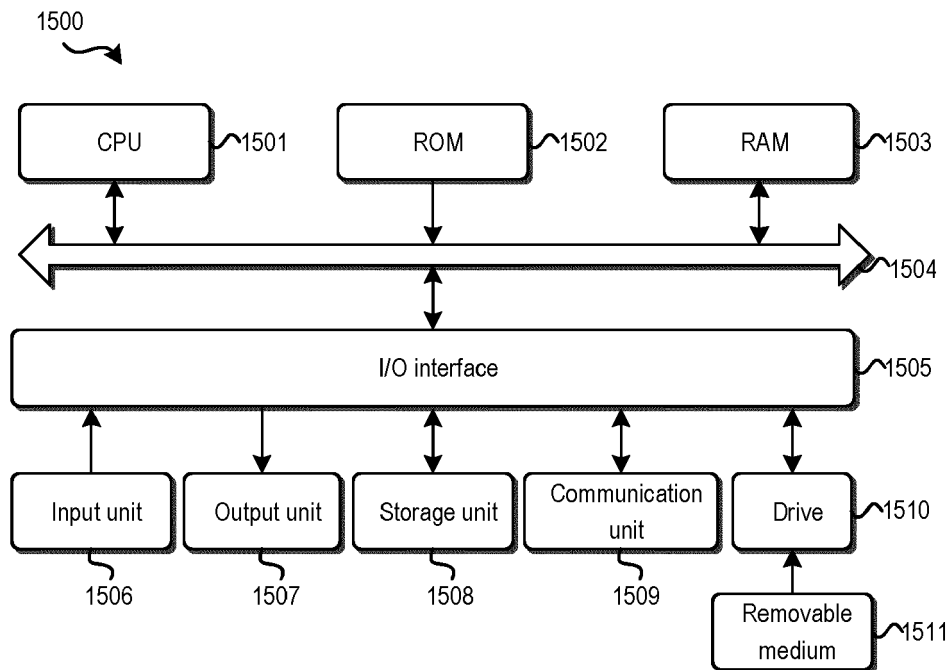 1500
CPU
1501
ROM
1502
RAM
1503
1504
I/O interface
1505
Input unit
Output unit
Storage unit
Communication
unit
Drive
1510
1506
1507
1508
1509
Removable
medium
1511